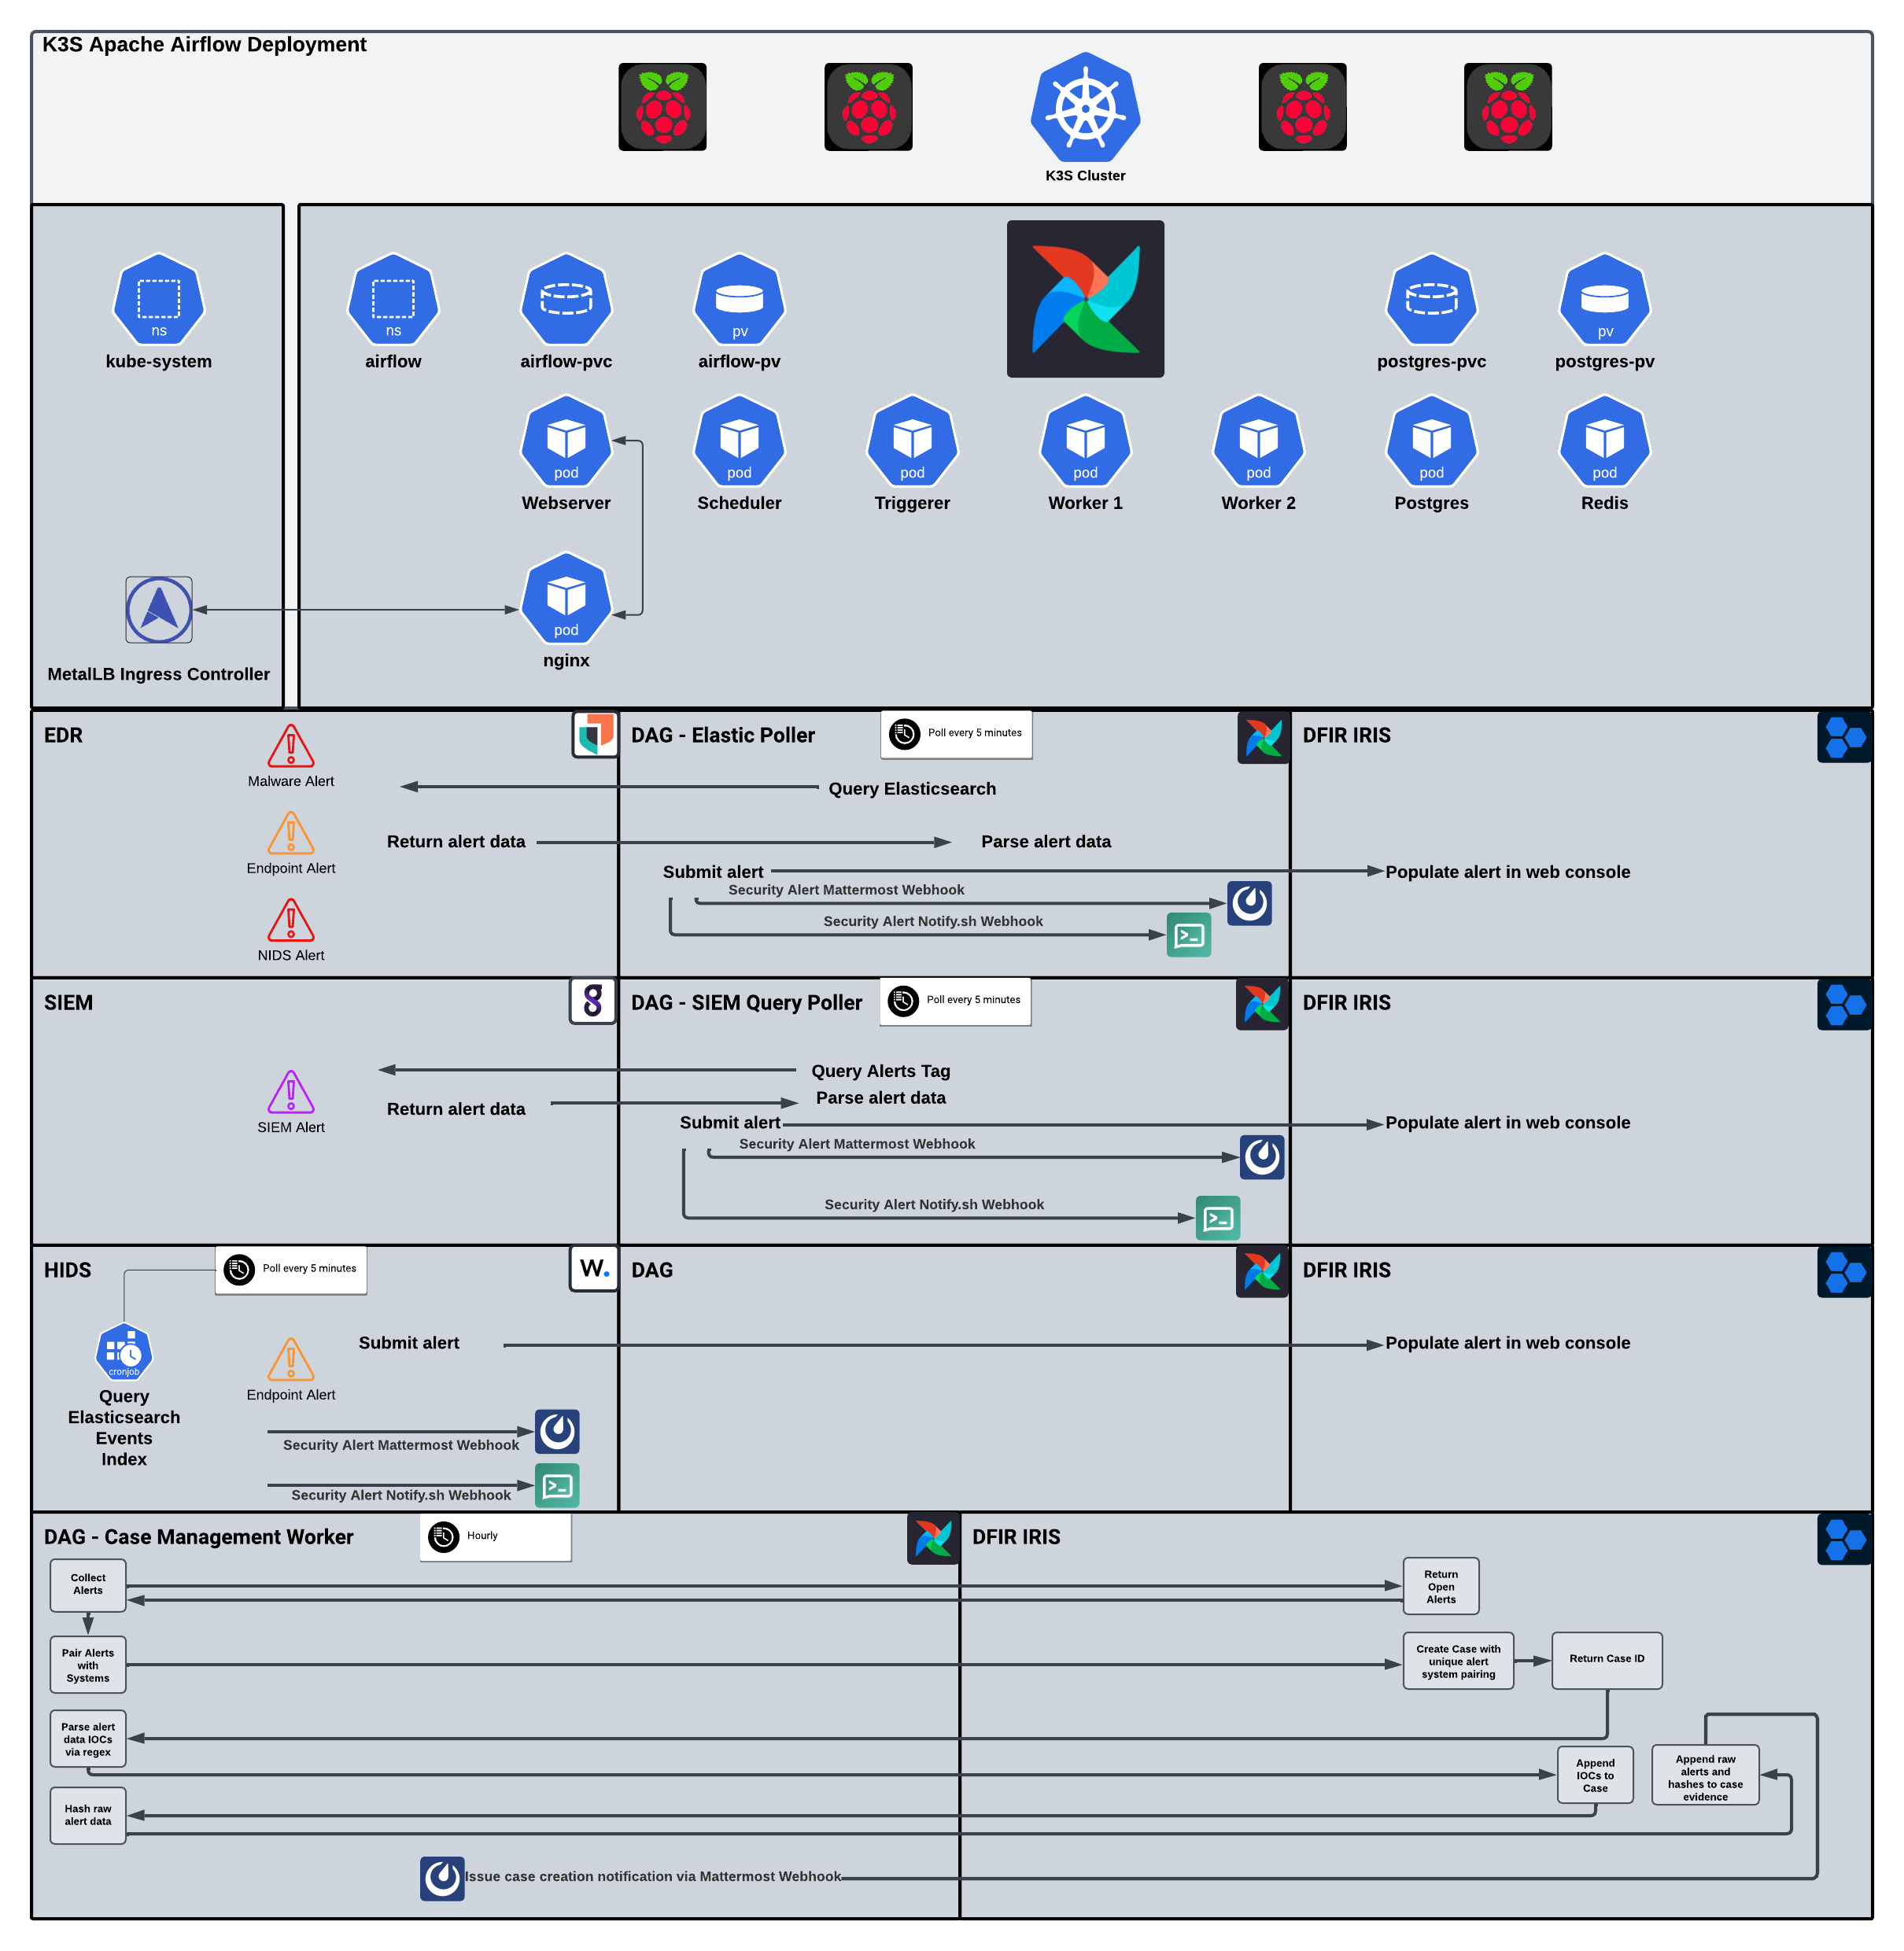 K3S Apache Airflow Deployment
K3S Cluster
ns
kube-system
ns
airflow
airflow-pvc
pv
airflow-pv
postgres-pvc
pv
postgres-pv
pod
Webserver
pod
Scheduler
pod
Triggerer
pod
Worker 1
pod
Worker 2
pod
Postgres
pod
Redis
MetalLB Ingress Controller
pod
nginx
EDR
Malware Alert
Endpoint Alert
NIDS Alert
Return alert data
DAG - Elastic Poller
Poll every 5 minutes
Query Elasticsearch
Parse alert data
Submit alert
Security Alert Mattermost Webhook
Security Alert Notify.sh Webhook
DFIR IRIS
Populate alert in web console
SIEM
SIEM Alert
Return alert data
DAG - SIEM Query Poller
Poll every 5 minutes
Query Alerts Tag
Parse alert data
Submit alert
Security Alert Mattermost Webhook
Security Alert Notify.sh Webhook
DFIR IRIS
Populate alert in web console
HIDS
Poll every 5 minutes
W.
cronjob
Query
Elasticsearch
Events
Index
Endpoint Alert
Submit alert
Security Alert Mattermost Webhook
Security Alert Notify.sh Webhook
DAG
DFIR IRIS
Populate alert in web console
DAG - Case Management Worker
Hourly
DFIR IRIS
Collect
Alerts
Return
Open
Alerts
Pair Alerts
with
Systems
Create Case with
unique alert
system pairing
Return Case ID
Parse alert
data IOCs
via regex
Append
IOCs to
Case
Append raw
alerts and
hashes to case
evidence
Hash raw
alert data
Issue case creation notification via Mattermost Webhook